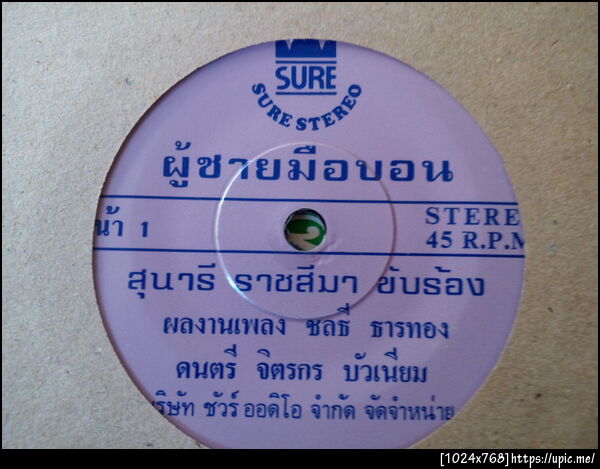 SURE
SURE STEREO
ผู้ชายมือบอน
น้า 1
STERE
45 R.P.M
สุนารี ราชสีมา ขับร้อง
ผลงานเพลง ชลธี ธารทอง
ดนตรี จิตรกร บัวเนียม
ริษัท ชัวร์ ออดิโอ จำกัด จัดจำหน่าย
[1024x768]https://upic.me/